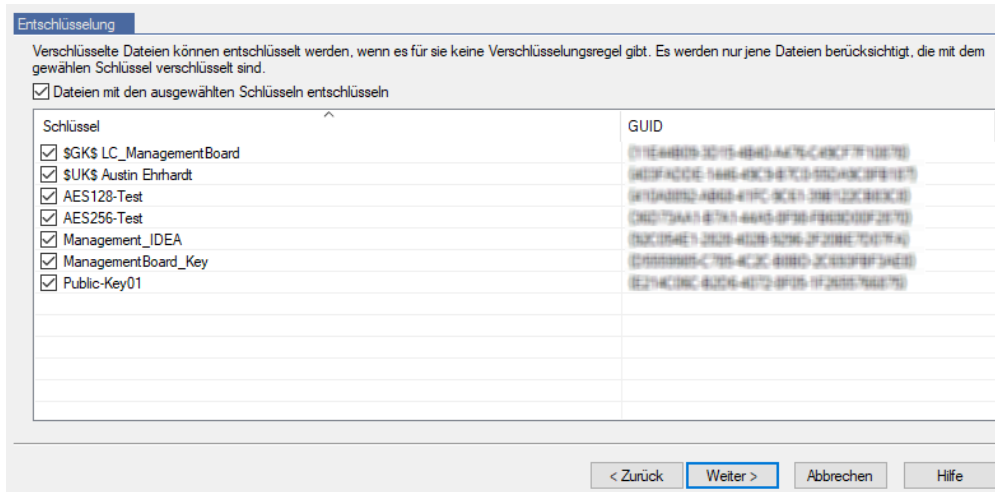 Entschlüsselung
Verschlüsselte Dateien können entschlüsselt werden, wenn es für sie keine Verschlüsselungsregel gibt. Es werden nur jene Dateien berücksichtigt, die mit dem
gewählen Schlüssel verschlüsselt sind.
Dateien mit den ausgewählten Schlüsseln entschlüsseln
Schlüssel GUID
$GK$ LC_ManagementBoard
$UK$ Austin Ehrhardt
AES128-Test
AES256-Test
Management_IDEA
ManagementBoard_Key
Public-Key01
< Zurück Weiter > Abbrechen Hilfe